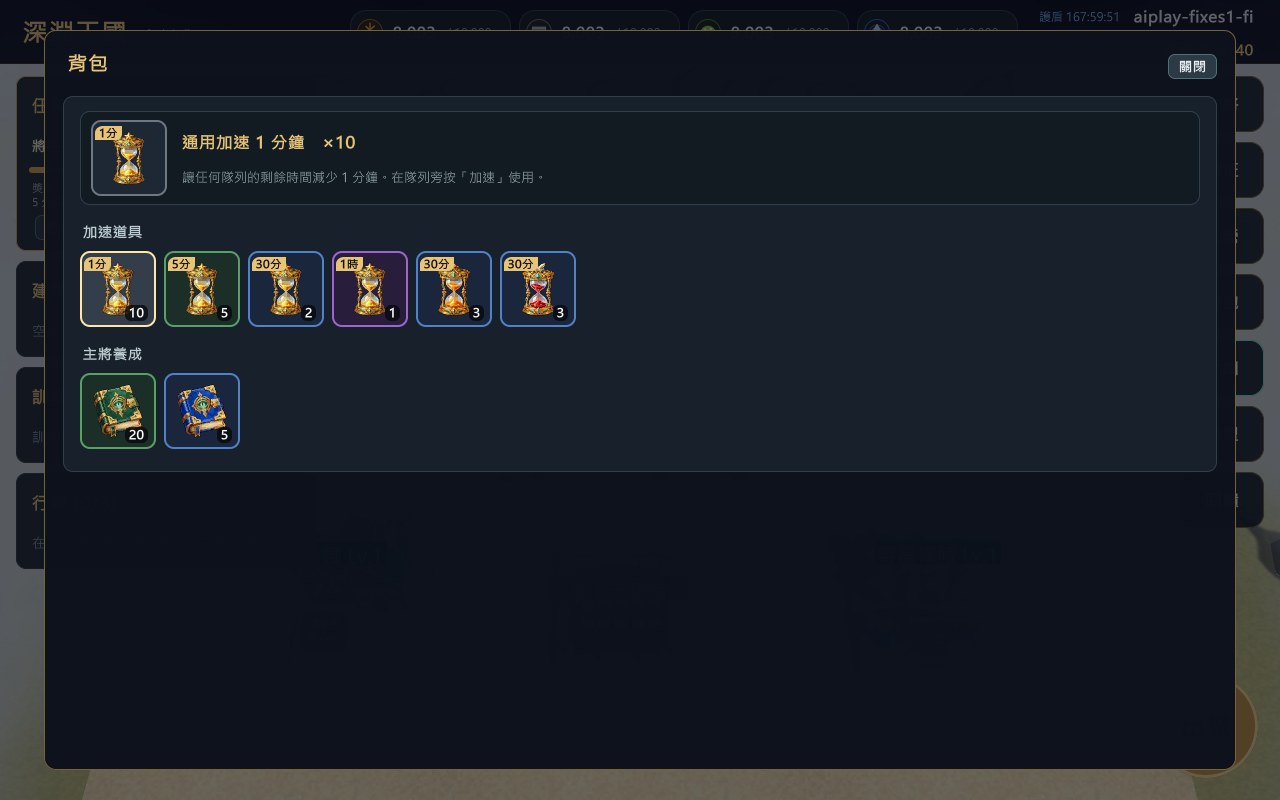 護盾 167:59:51
aiplay-fixes1-fi
背包
關閉
1分
通用加速 1 分鐘 ×10
讓任何隊列的剩餘時間減少 1 分鐘。在隊列旁按「加速」使用。
加速道具
1分 10
5分 5
30分 2
1時 1
30分 3
30分 3
主將養成
20
5